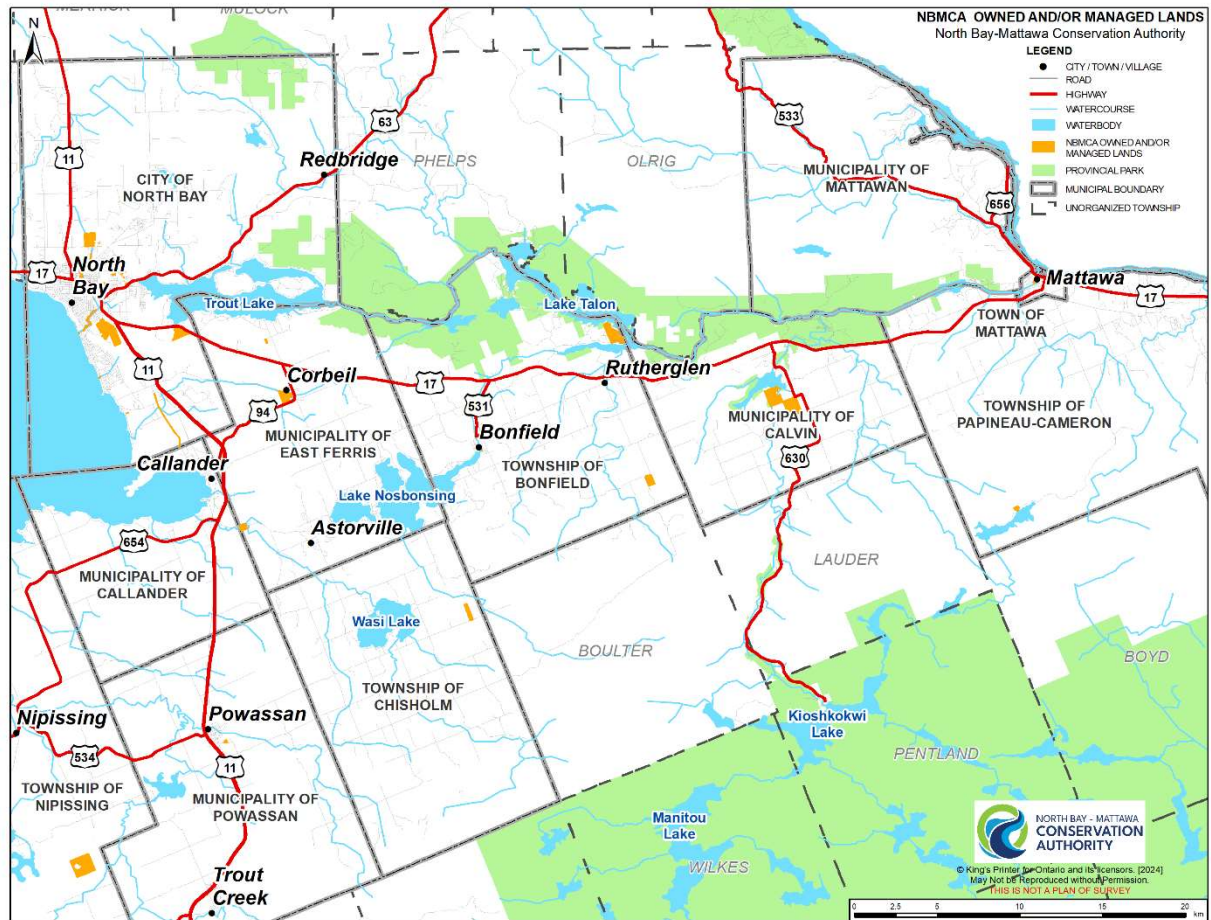 NBMCA OWNED AND/OR MANAGED LANDS
North Bay-Mattawa Conservation Authority
LEGEND
CITY / TOWN / VILLAGE
ROAD
HIGHWAY
WATERCOURSE
WATERBODY
NBMCA OWNED AND/OR
MANAGED LANDS
PROVINCIAL PARK
MUNICIPAL BOUNDARY
UNORGANIZED TOWNSHIP
N
MERRICK
MULOCK
11
63
533
Redbridge
PHELPS
OLRIG
MUNICIPALITY OF
MATTAWAN
CITY OF
NORTH BAY
656
17
North
Bay
Trout Lake
Lake Talon
Mattawa
17
TOWN OF
MATTAWA
11
Corbeil
17
Rutherglen
94
531
MUNICIPALITY OF
EAST FERRIS
Bonfield
MUNICIPALITY OF
CALVIN
TOWNSHIP OF
PAPINEAU-CAMERON
630
Callander
TOWNSHIP OF
BONFIELD
Lake Nosbonsing
Astorville
654
MUNICIPALITY OF
CALLANDER
LAUDER
Wasi Lake
BOULTER
BOYD
TOWNSHIP OF
CHISHOLM
Nipissing
Powassan
Kioshkokwi
Lake
534
11
PENTLAND
TOWNSHIP OF
NIPISSING
MUNICIPALITY OF
POWASSAN
Manitou
Lake
WILKES
Trout
Creek
NORTH BAY - MATTAWA
CONSERVATION
AUTHORITY
© King's Printer for Ontario and its licensors. [2024]
May Not be Reproduced without Permission.
THIS IS NOT A PLAN OF SURVEY
0 2.5 5 10 15 20
km